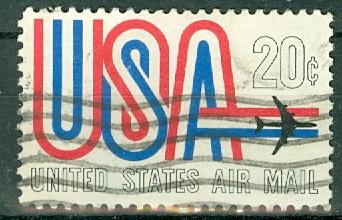 USA
20¢
UNITED STATES AIR MAIL